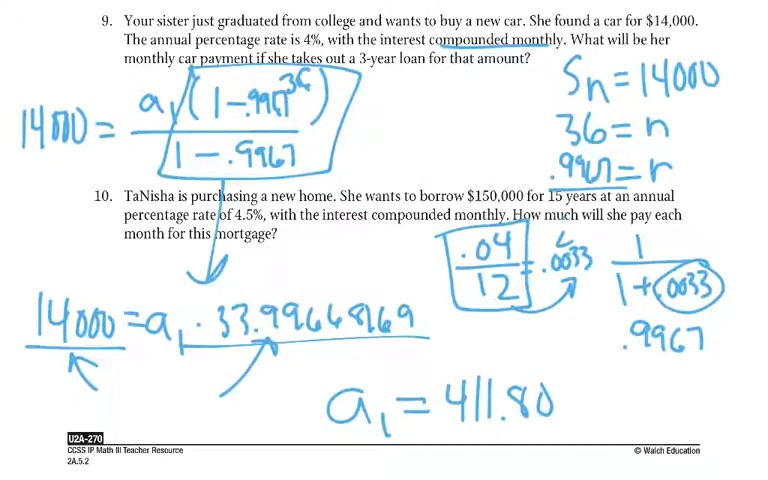 9. Your sister just graduated from college and wants to buy a new car. She found a car for $14,000.
The annual percentage rate is 4%, with the interest compounded monthly. What will be her
monthly car payment if she takes out a 3-year loan for that amount?
Sn = 14000
36 = n
.9967 = r
14000 = a₁(1 - .9967³⁶) / 1 - .9967
10. TaNisha is purchasing a new home. She wants to borrow $150,000 for 15 years at an annual
percentage rate of 4.5%, with the interest compounded monthly. How much will she pay each
month for this mortgage?
.04 / 12 = .0033
1 / 1 + .0033
.9967
14000 = a₁ · 33.99668169
a₁ = 411.80
U2A-270
CCSS IP Math III Teacher Resource
2A.5.2
© Walch Education